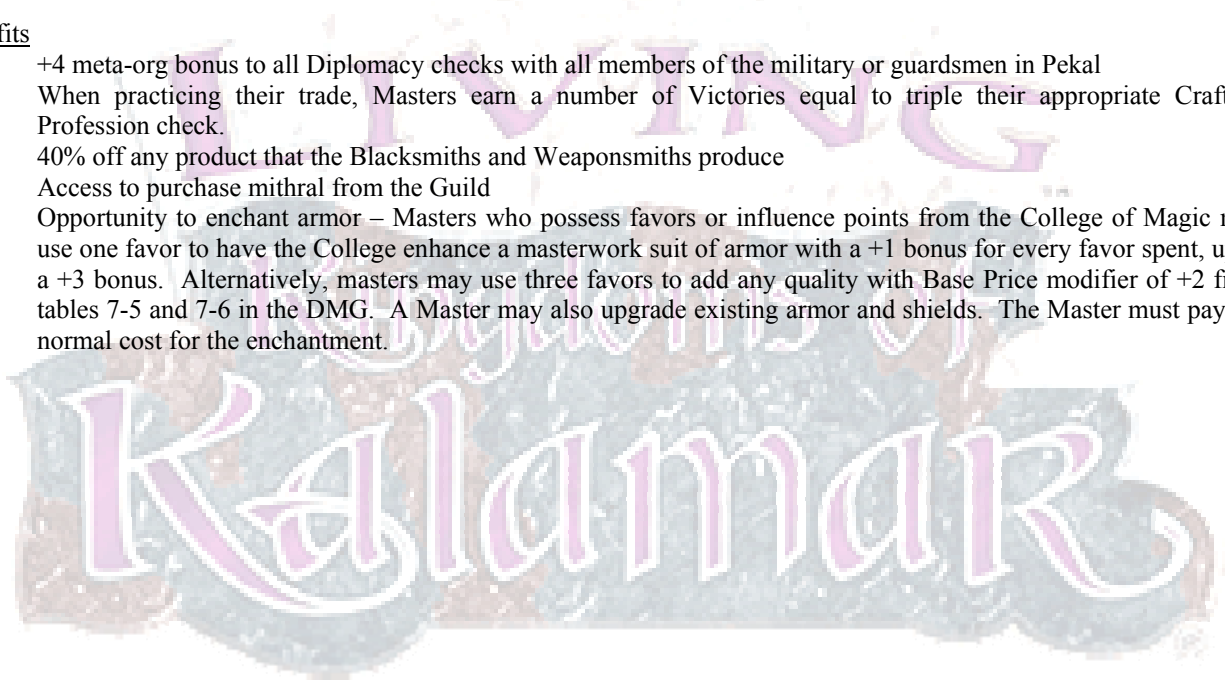 fits
+4 meta-org bonus to all Diplomacy checks with all members of the military or guardsmen in Pekal
When practicing their trade, Masters earn a number of Victories equal to triple their appropriate Craft
Profession check.
40% off any product that the Blacksmiths and Weaponsmiths produce
Access to purchase mithral from the Guild
Opportunity to enchant armor – Masters who possess favors or influence points from the College of Magic
use one favor to have the College enhance a masterwork suit of armor with a +1 bonus for every favor spent,
a +3 bonus. Alternatively, masters may use three favors to add any quality with Base Price modifier of +2
tables 7-5 and 7-6 in the DMG. A Master may also upgrade existing armor and shields. The Master must pay
normal cost for the enchantment.
LIVING
Kingdoms of
Kalamar